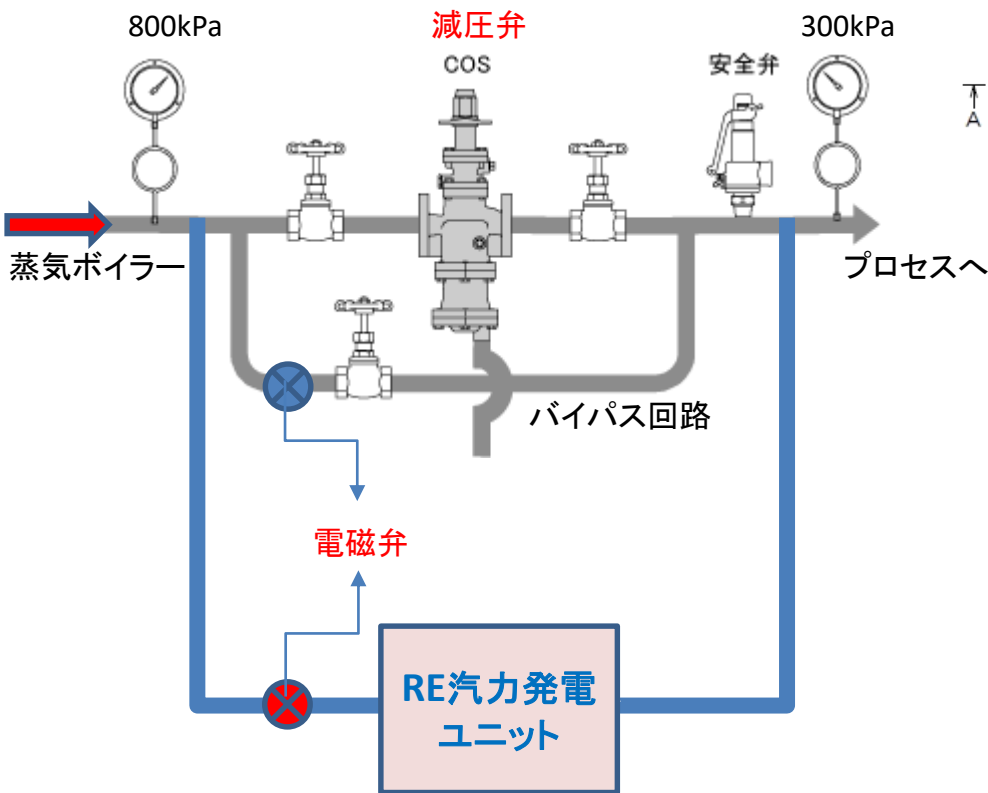 800kPa
減圧弁
300kPa
COS
安全弁
A
蒸気ボイラー
プロセスへ
バイパス回路
電磁弁
RE汽力発電
ユニット